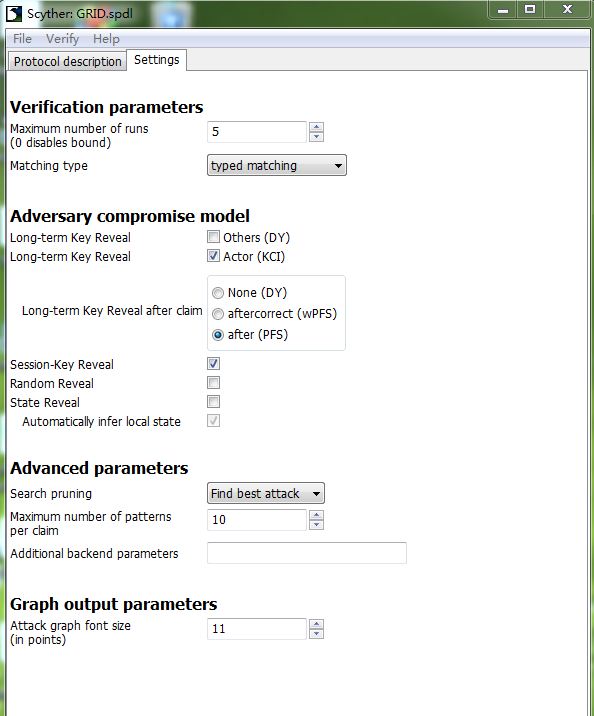 Scyther: GRID.spdl
File Verify Help
Protocol description Settings
Verification parameters
Maximum number of runs
(0 disables bound)
5
Matching type
typed matching
Adversary compromise model
Long-term Key Reveal
Others (DY)
Long-term Key Reveal
Actor (KCI)
None (DY)
Long-term Key Reveal after claim
aftercorrect (wPFS)
after (PFS)
Session-Key Reveal
Random Reveal
State Reveal
Automatically infer local state
Advanced parameters
Search pruning
Find best attack
Maximum number of patterns
per claim
10
Additional backend parameters
Graph output parameters
Attack graph font size
(in points)
11